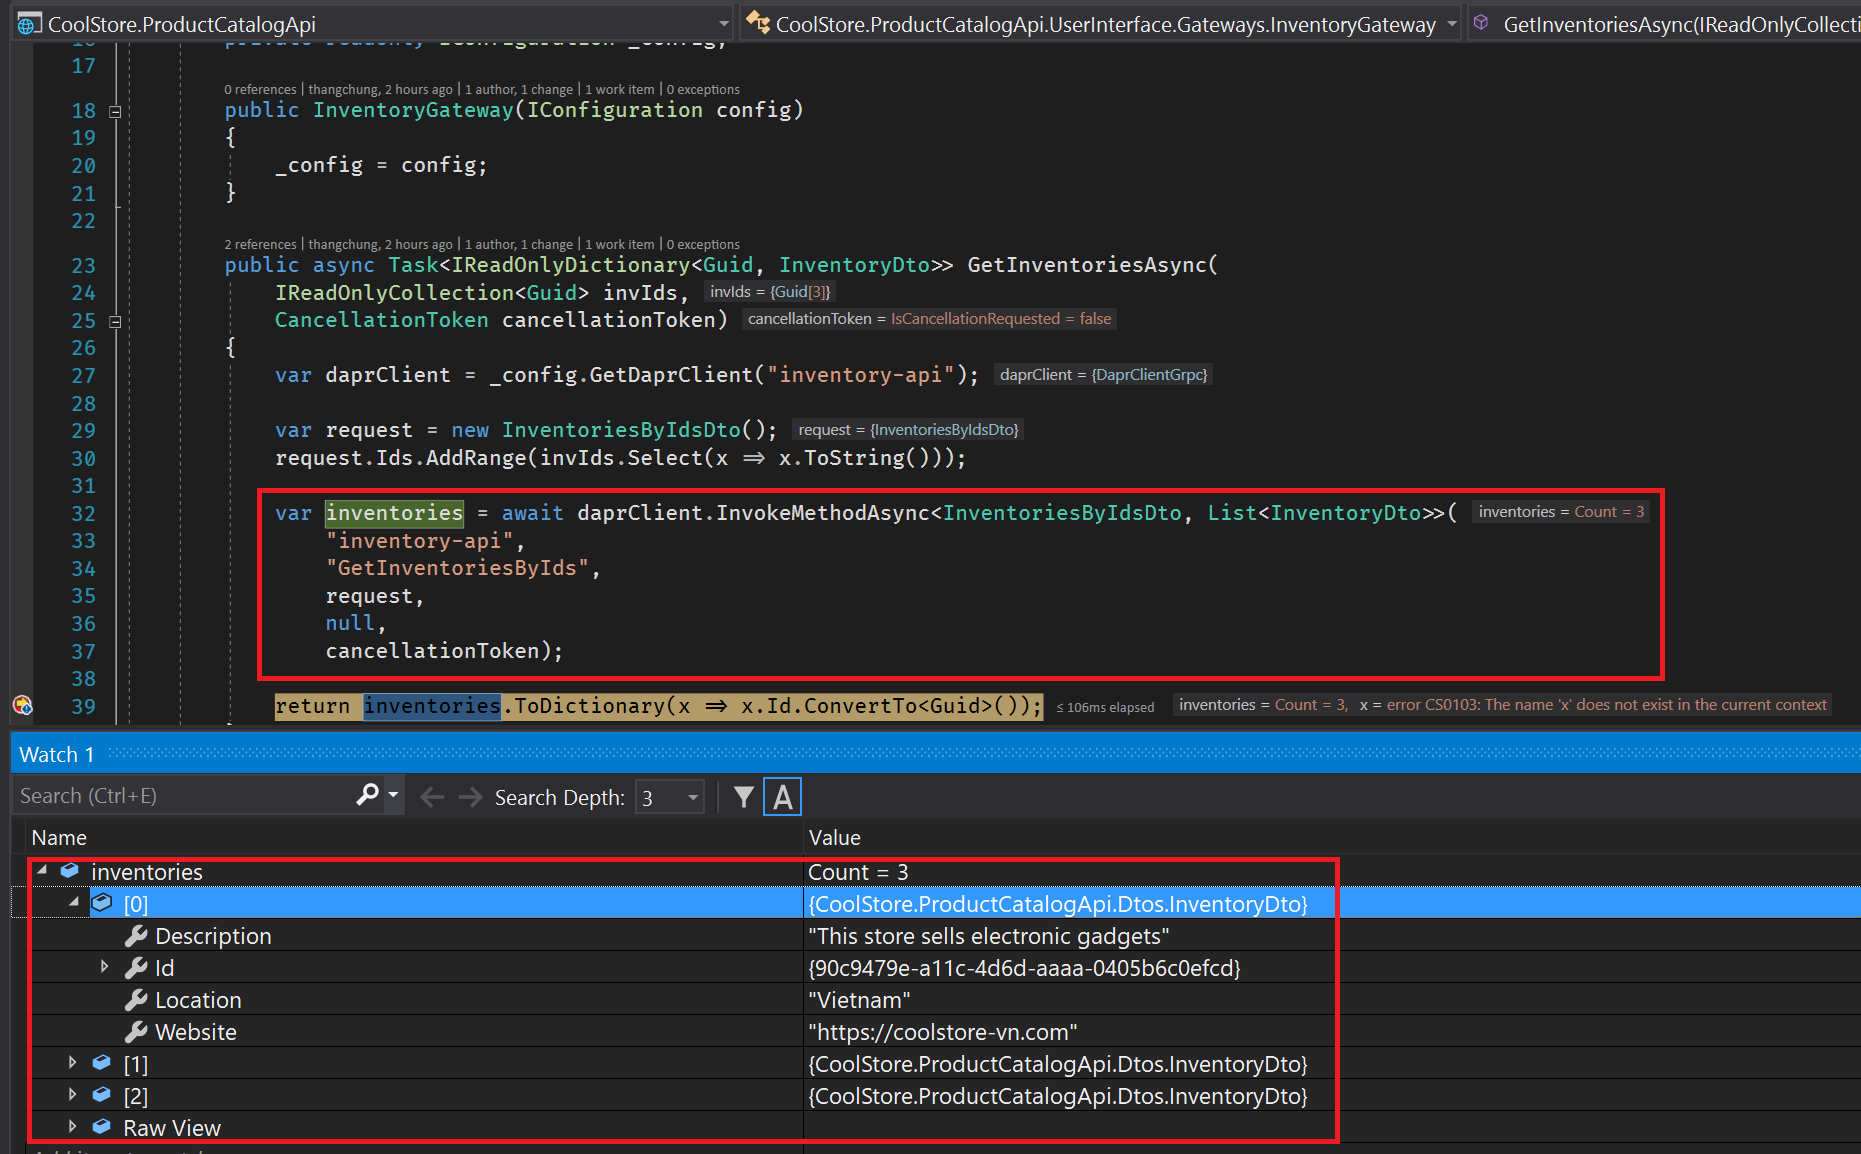 CoolStore.ProductCatalogApi
CoolStore.ProductCatalogApi.UserInterface.Gateways.InventoryGateway
GetInventoriesAsync(IReadOnlyCollecti
16 private readonly IConfiguration _config;
17
0 references | thangchung, 2 hours ago | 1 author, 1 change | 1 work item | 0 exceptions
18 public InventoryGateway(IConfiguration config)
19 {
20 _config = config;
21 }
22
2 references | thangchung, 2 hours ago | 1 author, 1 change | 1 work item | 0 exceptions
23 public async Task<IReadOnlyDictionary<Guid, InventoryDto>> GetInventoriesAsync(
24 IReadOnlyCollection<Guid> invIds, invIds = {Guid[3]}
25 CancellationToken cancellationToken) cancellationToken = IsCancellationRequested = false
26 {
27 var daprClient = _config.GetDaprClient("inventory-api"); daprClient = {DaprClientGrpc}
28
29 var request = new InventoriesByIdsDto(); request = {InventoriesByIdsDto}
30 request.Ids.AddRange(invIds.Select(x => x.ToString()));
31
32 var inventories = await daprClient.InvokeMethodAsync<InventoriesByIdsDto, List<InventoryDto>>( inventories = Count = 3
33 "inventory-api",
34 "GetInventoriesByIds",
35 request,
36 null,
37 cancellationToken);
38
39 return inventories.ToDictionary(x => x.Id.ConvertTo<Guid>()); ≤ 106ms elapsed inventories = Count = 3, x = error CS0103: The name 'x' does not exist in the current context
Watch 1
Search (Ctrl+E) Search Depth: 3 A
Name Value
inventories Count = 3
[0] {CoolStore.ProductCatalogApi.Dtos.InventoryDto}
Description "This store sells electronic gadgets"
Id {90c9479e-a11c-4d6d-aaaa-0405b6c0efcd}
Location "Vietnam"
Website "https://coolstore-vn.com"
[1] {CoolStore.ProductCatalogApi.Dtos.InventoryDto}
[2] {CoolStore.ProductCatalogApi.Dtos.InventoryDto}
Raw View